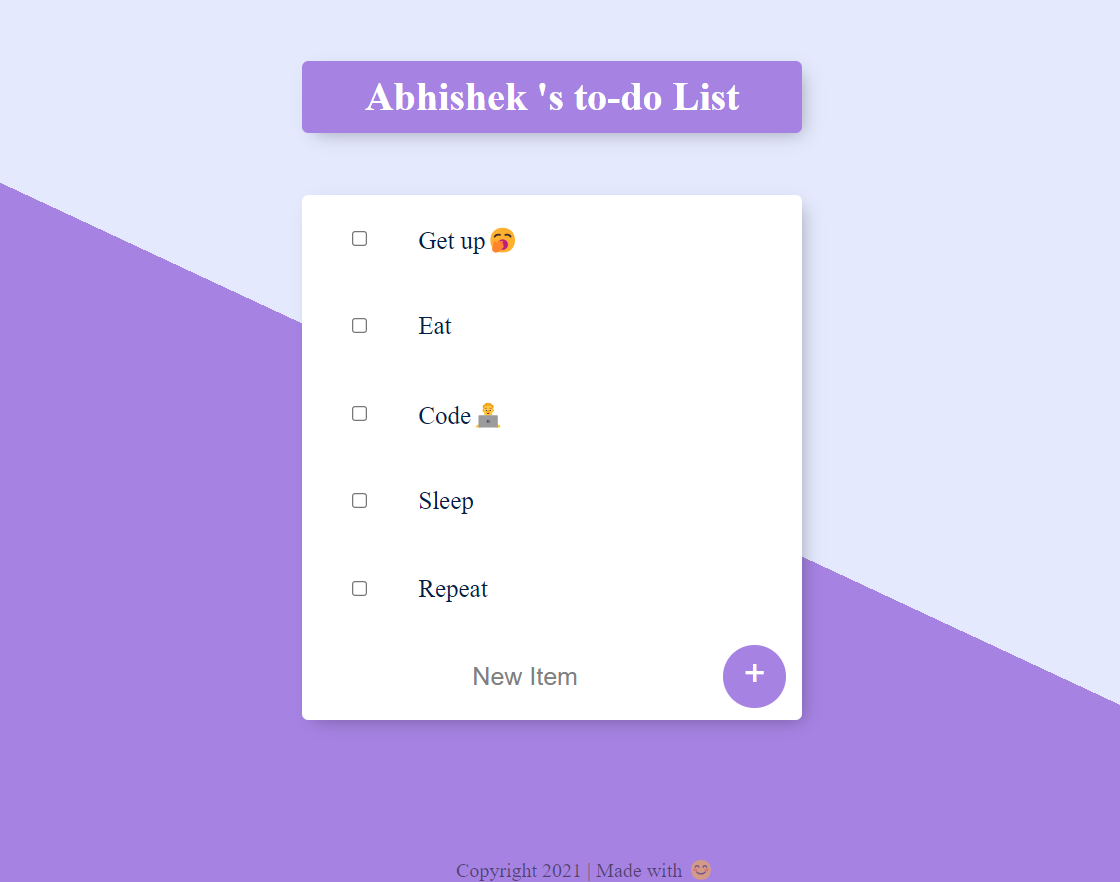 Abhishek 's to-do List
Get up🥱
Eat
Code👨‍💻
Sleep
Repeat
New Item
+
Copyright 2021 | Made with 😊